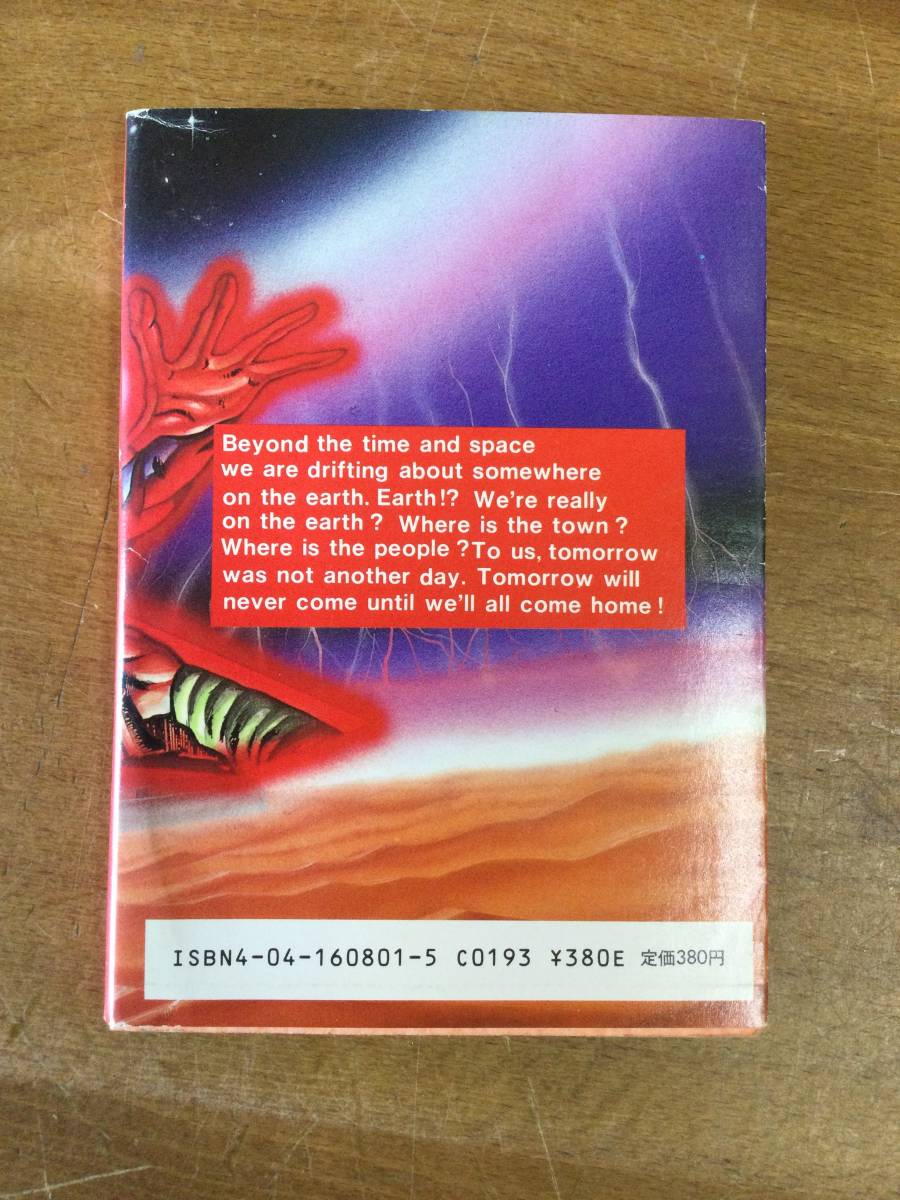 Beyond the time and space
we are drifting about somewhere
on the earth. Earth!? We're really
on the earth? Where is the town?
Where is the people? To us, tomorrow
was not another day. Tomorrow will
never come until we'll all come home!
ISBN4-04-160801-5 C0193 ¥380E 定価380円